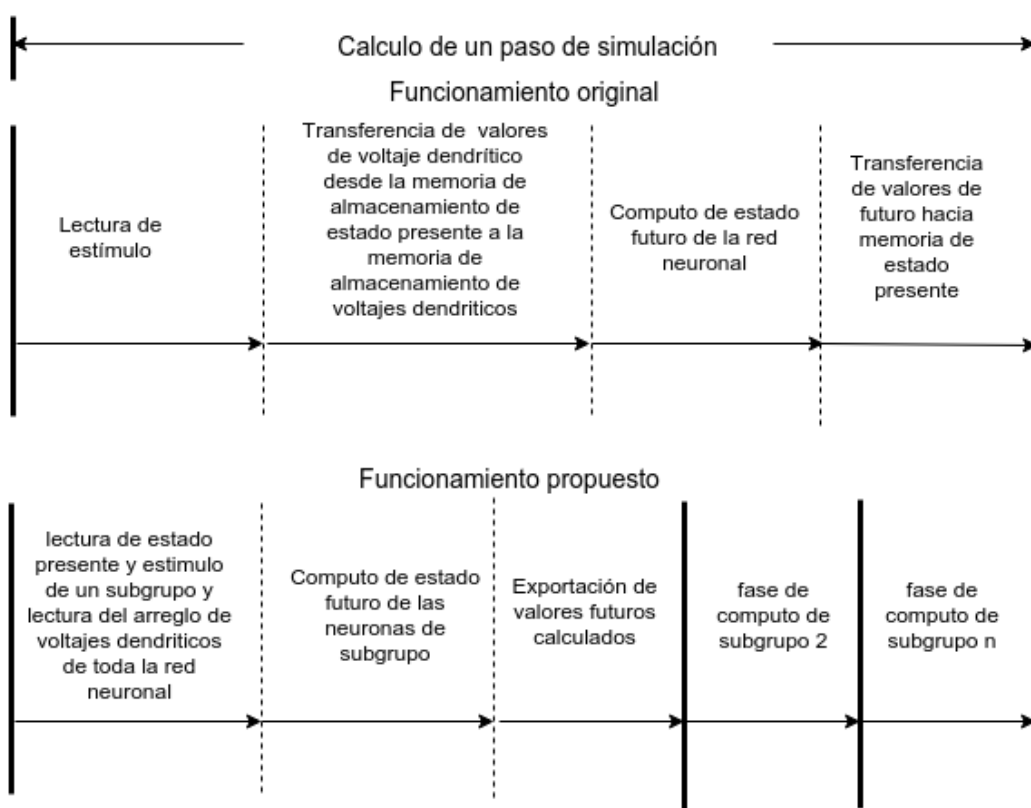 Calculo de un paso de simulación
Funcionamiento original
Lectura de
estímulo
Transferencia de valores
de voltaje dendrítico
desde la memoria de
almacenamiento de
estado presente a la
memoria de
almacenamiento de
voltajes dendriticos
Computo de estado
futuro de la red
neuronal
Transferencia
de valores de
futuro hacia
memoria de
estado
presente
Funcionamiento propuesto
lectura de estado
presente y estimulo
de un subgrupo y
lectura del arreglo de
voltajes dendriticos
de toda la red
neuronal
Computo de estado
futuro de las
neuronas de
subgrupo
Exportación de
valores futuros
calculados
fase de
computo de
subgrupo 2
fase de
computo de
subgrupo n